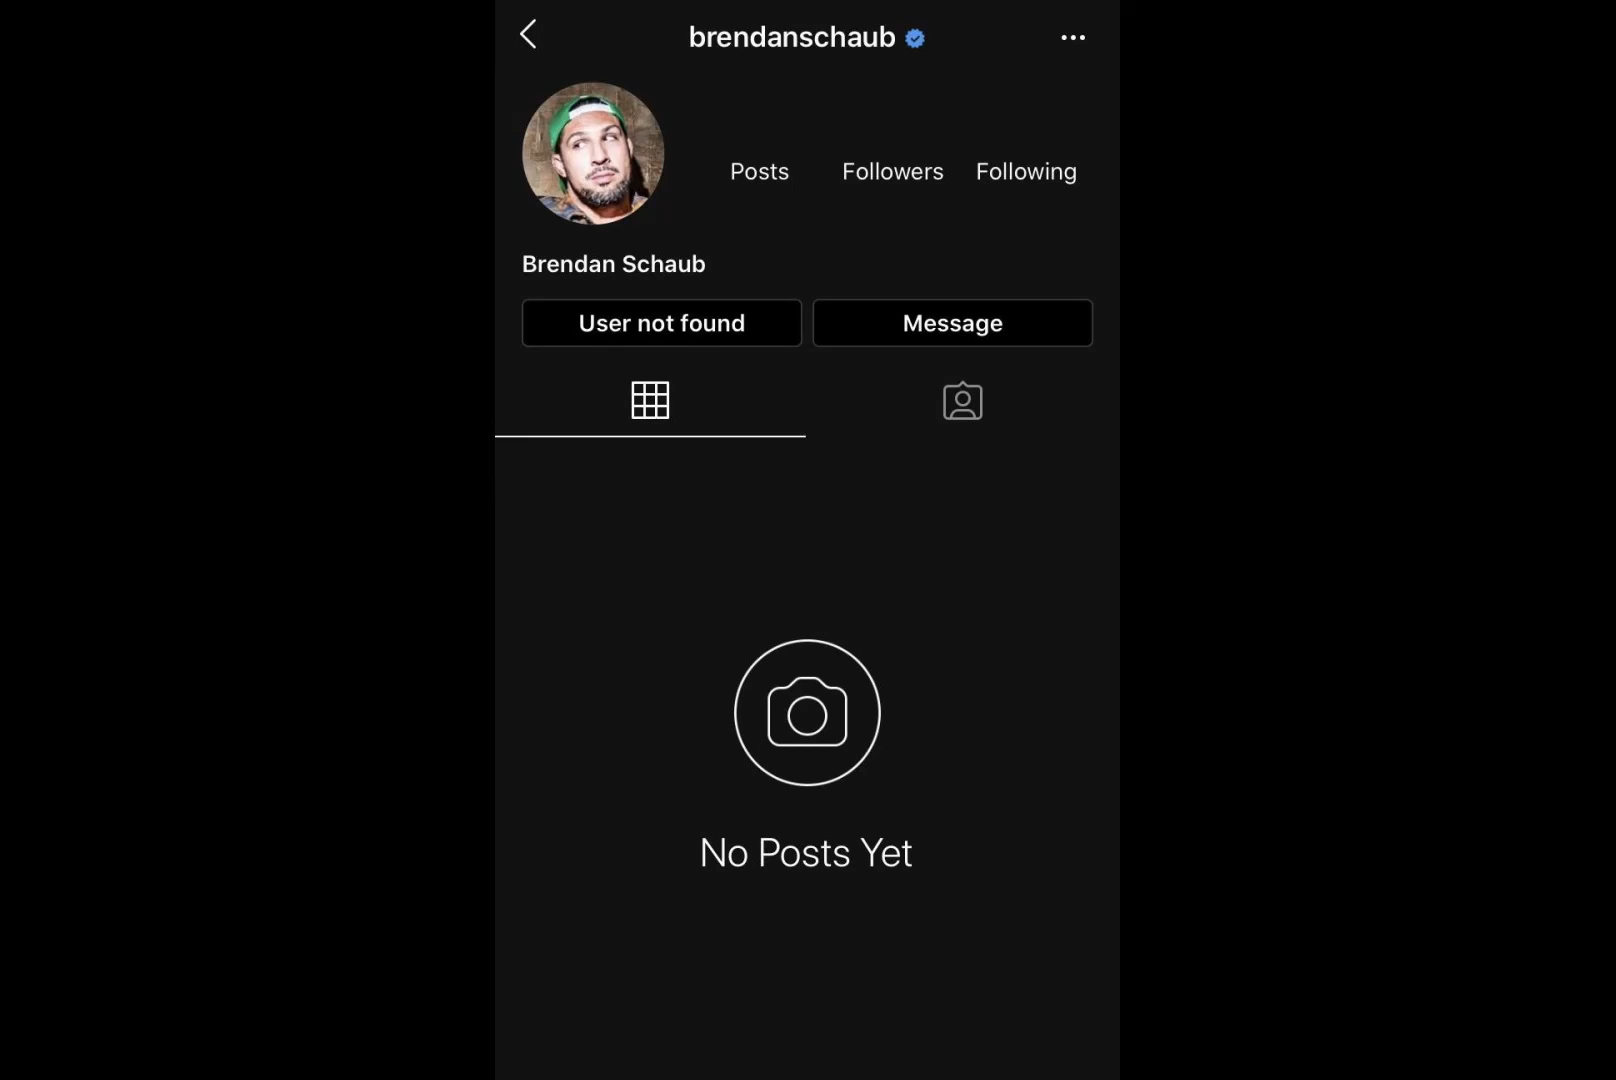 brendanschaub
Posts Followers Following
Brendan Schaub
User not found Message
No Posts Yet